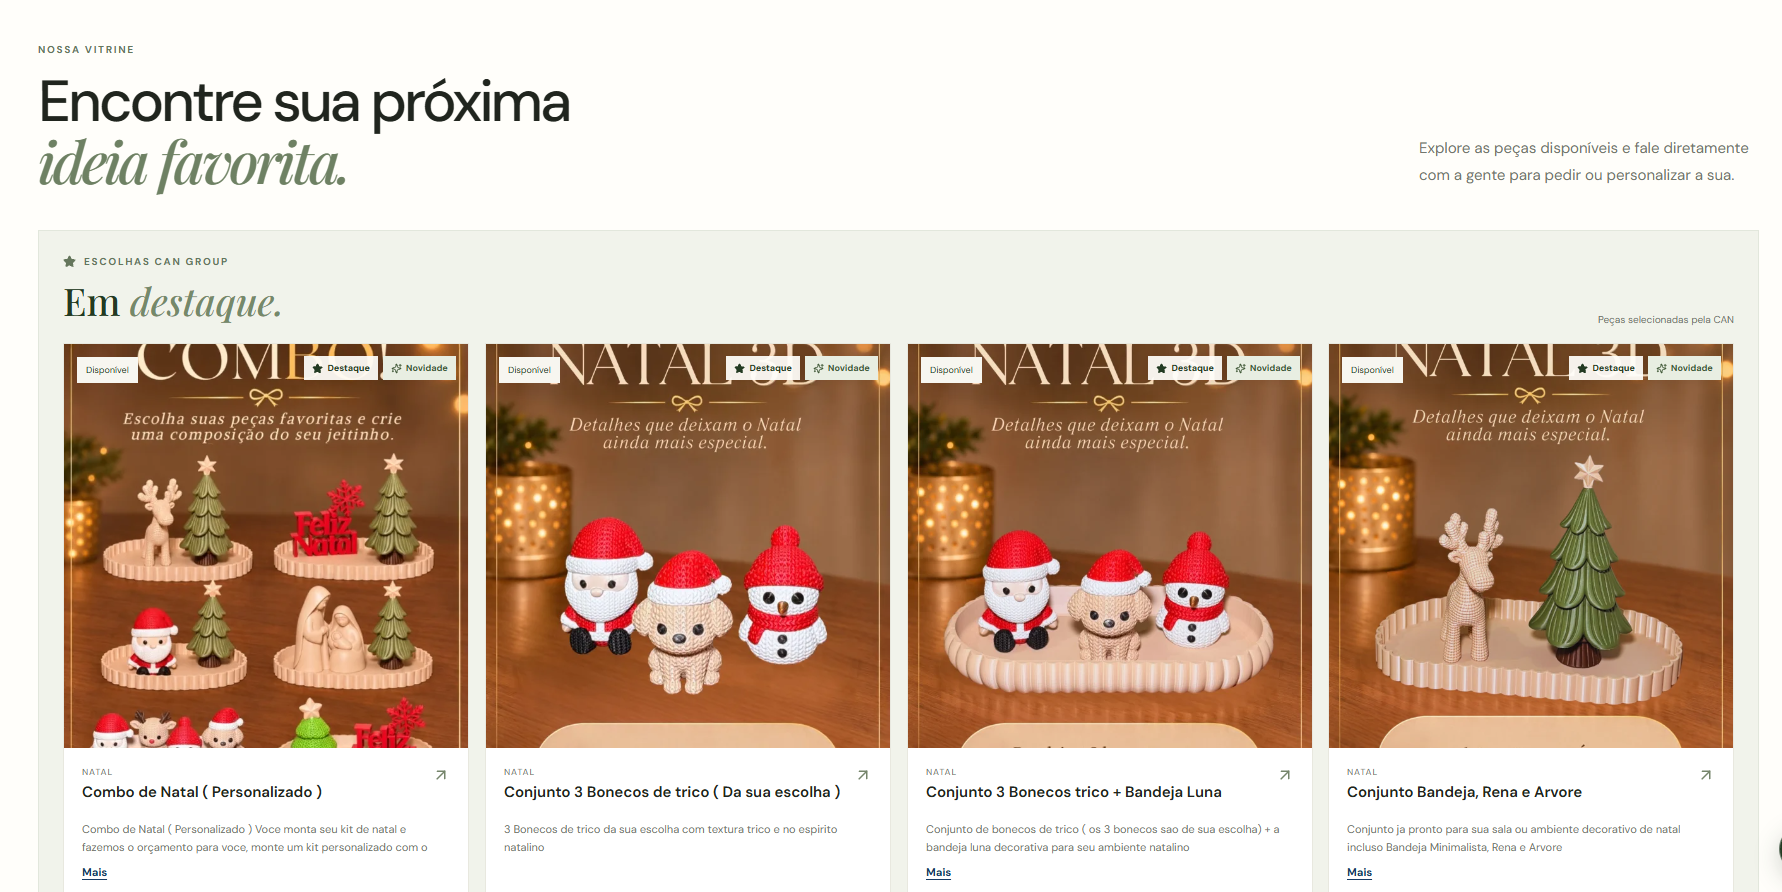 NOSSA VITRINE
Encontre sua próxima
ideia favorita.
Explore as peças disponíveis e fale diretamente
com a gente para pedir ou personalizar a sua.
ESCOLHAS CAN GROUP
Em destaque.
Peças selecionadas pela CAN
Disponível
Destaque
Novidade
COMBO!
Escolha suas peças favoritas e crie
uma composição do seu jeitinho.
Feliz
Natal
Feliz
NATAL
Combo de Natal ( Personalizado )
Combo de Natal ( Personalizado ) Voce monta seu kit de natal e
fazemos o orçamento para voce, monte um kit personalizado com o
Mais
Disponível
Destaque
Novidade
NATAL 3D
Detalhes que deixam o Natal
ainda mais especial.
NATAL
Conjunto 3 Bonecos de trico ( Da sua escolha )
3 Bonecos de trico da sua escolha com textura trico e no espirito
natalino
Disponível
Destaque
Novidade
NATAL 3D
Detalhes que deixam o Natal
ainda mais especial.
NATAL
Conjunto 3 Bonecos trico + Bandeja Luna
Conjunto de bonecos de trico ( os 3 bonecos sao de sua escolha) + a
bandeja luna decorativa para seu ambiente natalino
Mais
Disponível
Destaque
Novidade
NATAL 3D
Detalhes que deixam o Natal
ainda mais especial.
NATAL
Conjunto Bandeja, Rena e Arvore
Conjunto ja pronto para sua sala ou ambiente decorativo de natal
incluso Bandeja Minimalista, Rena e Arvore
Mais